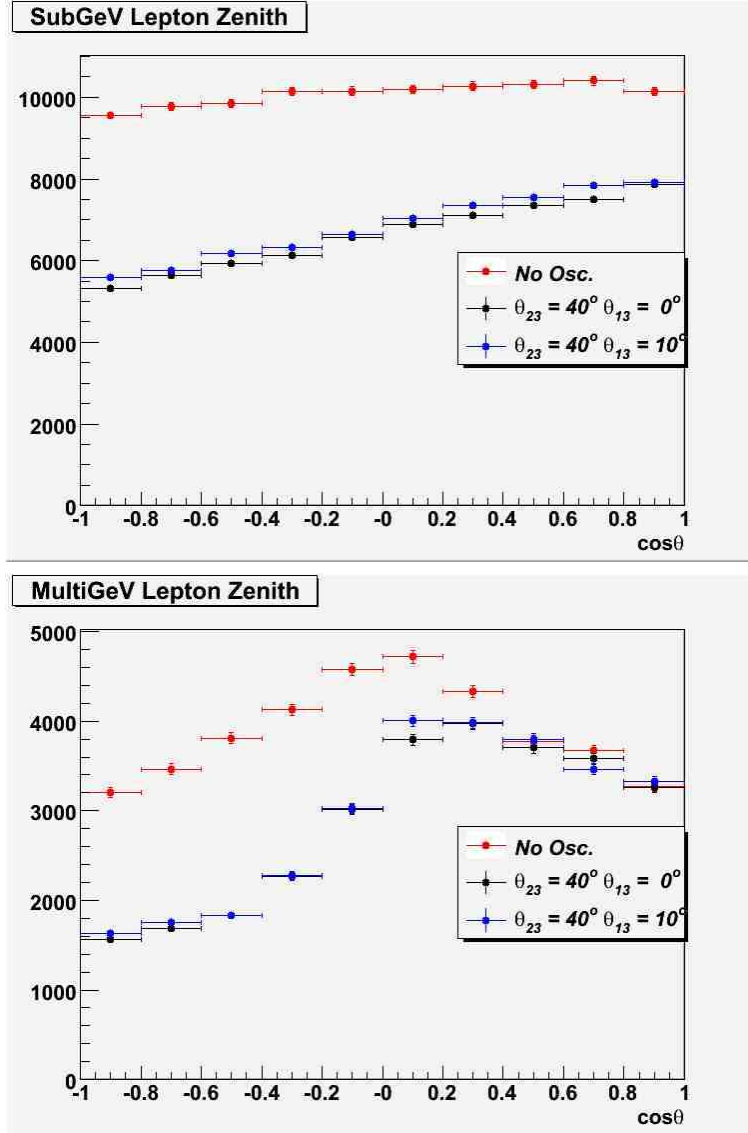 SubGeV Lepton Zenith
10000
8000
6000
4000
2000
0
No Osc.
θ23 = 40° θ13 = 0°
θ23 = 40° θ13 = 10°
-1 -0.8 -0.6 -0.4 -0.2 -0 0.2 0.4 0.6 0.8 1
cosθ
MultiGeV Lepton Zenith
5000
4000
3000
2000
1000
0
No Osc.
θ23 = 40° θ13 = 0°
θ23 = 40° θ13 = 10°
-1 -0.8 -0.6 -0.4 -0.2 -0 0.2 0.4 0.6 0.8 1
cosθ